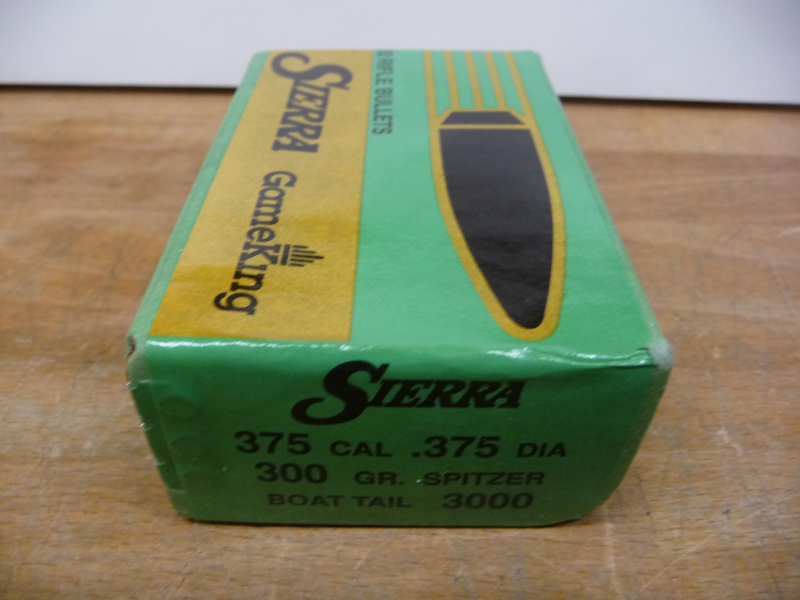 RIFLE BULLETS
SIERRA
GameKing
SIERRA
375 CAL .375 DIA
300 GR. SPITZER
BOAT TAIL 3000